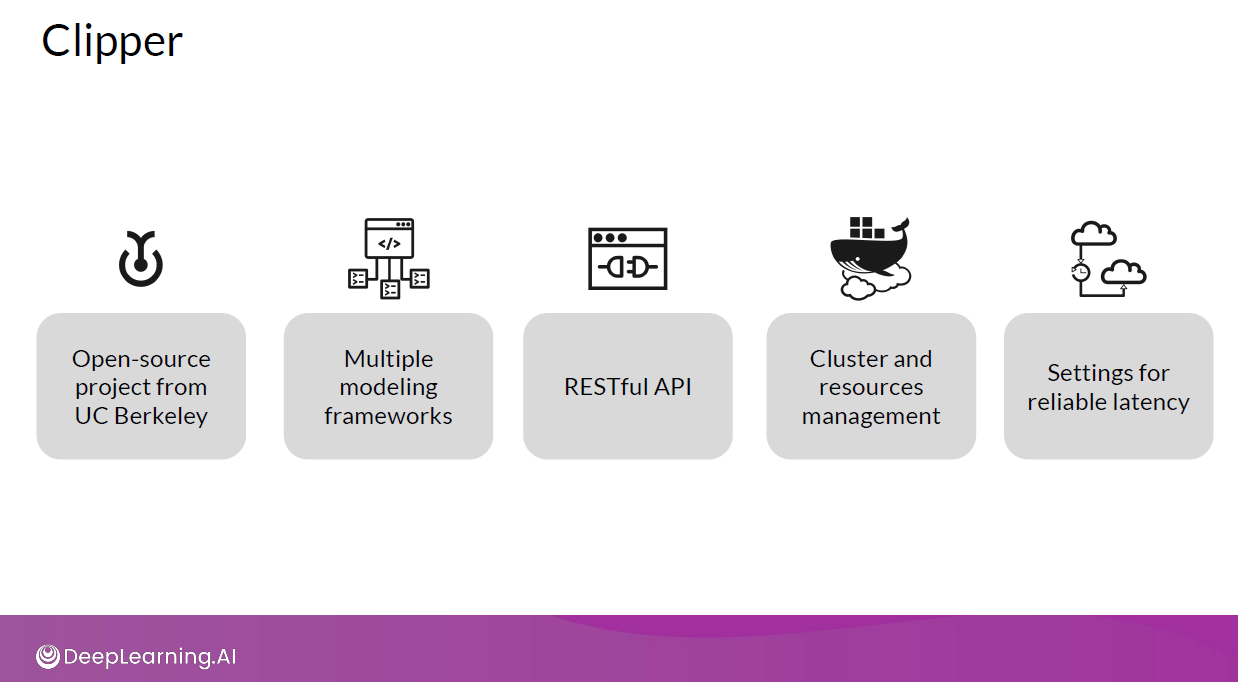 Clipper
</>
Open-source
project from
UC Berkeley
Multiple
modeling
frameworks
RESTful API
Cluster and
resources
management
Settings for
reliable latency
DeepLearning.AI